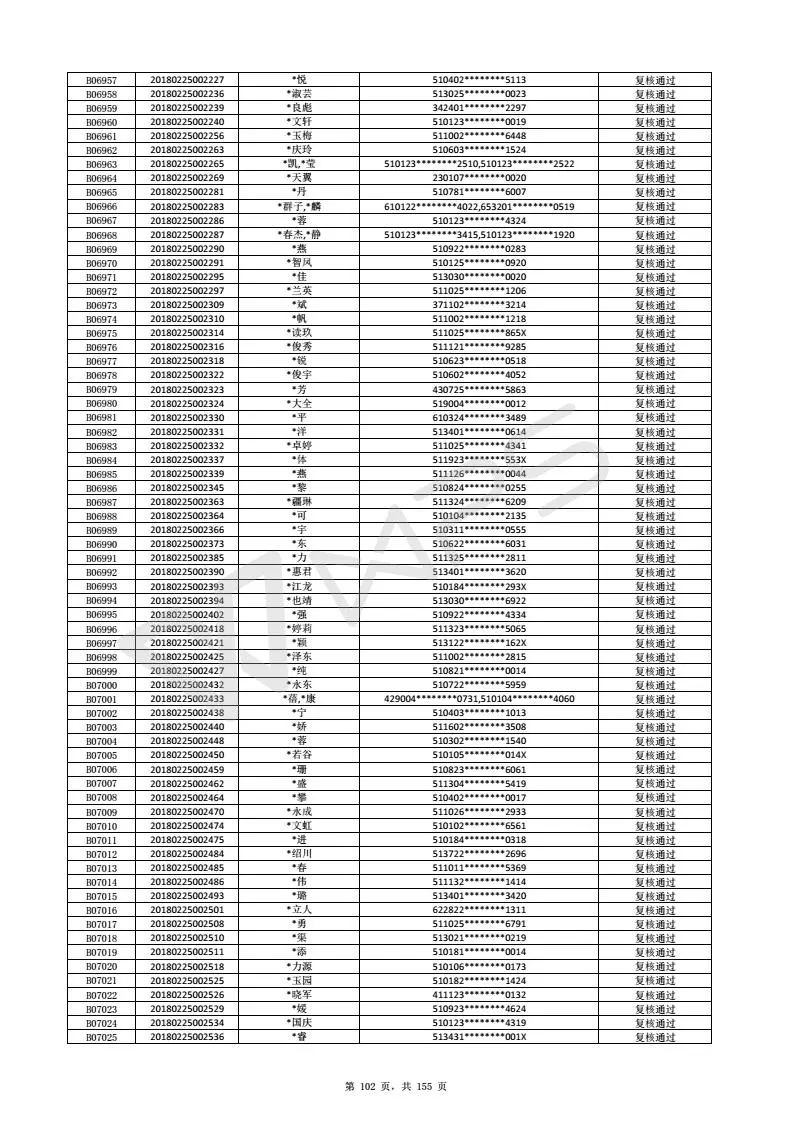 B06957 20180225002227 *悦 510402********5113 复核通过
B06958 20180225002236 *淑芸 513025********0023 复核通过
B06959 20180225002239 *良彪 342401********2297 复核通过
B06960 20180225002240 *文轩 510123********0019 复核通过
B06961 20180225002256 *玉梅 511002********6448 复核通过
B06962 20180225002263 *庆玲 510603********1524 复核通过
B06963 20180225002265 *凯,*莹 510123********2510,510123********2522 复核通过
B06964 20180225002269 *天翼 230107********0020 复核通过
B06965 20180225002281 *丹 510781********6007 复核通过
B06966 20180225002283 *群子,*麟 610122********4022,653201********0519 复核通过
B06967 20180225002286 *蓉 510123********4324 复核通过
B06968 20180225002287 *春杰,*静 510123********3415,510123********1920 复核通过
B06969 20180225002290 *燕 510922********0283 复核通过
B06970 20180225002291 *智凤 510125********0920 复核通过
B06971 20180225002295 *佳 513030********0020 复核通过
B06972 20180225002297 *兰英 511025********1206 复核通过
B06973 20180225002309 *斌 371102********3214 复核通过
B06974 20180225002310 *帆 511002********1218 复核通过
B06975 20180225002314 *读玖 511025********865X 复核通过
B06976 20180225002316 *俊秀 511121********9285 复核通过
B06977 20180225002318 *锐 510623********0518 复核通过
B06978 20180225002322 *俊宇 510602********4052 复核通过
B06979 20180225002323 *芳 430725********5863 复核通过
B06980 20180225002324 *大全 519004********0012 复核通过
B06981 20180225002330 *平 610324********3489 复核通过
B06982 20180225002331 *洋 513401********0614 复核通过
B06983 20180225002332 *卓婷 511025********4341 复核通过
B06984 20180225002337 *体 511923********553X 复核通过
B06985 20180225002339 *燕 511126********0044 复核通过
B06986 20180225002345 *黎 510824********0255 复核通过
B06987 20180225002363 *疆琳 511324********6209 复核通过
B06988 20180225002364 *可 510104********2135 复核通过
B06989 20180225002366 *宇 510311********0555 复核通过
B06990 20180225002373 *东 510622********6031 复核通过
B06991 20180225002385 *力 511325********2811 复核通过
B06992 20180225002390 *惠君 513401********3620 复核通过
B06993 20180225002393 *江龙 510184********293X 复核通过
B06994 20180225002394 *也靖 513030********6922 复核通过
B06995 20180225002402 *强 510922********4334 复核通过
B06996 20180225002418 *婷莉 511323********5065 复核通过
B06997 20180225002421 *颖 513122********162X 复核通过
B06998 20180225002425 *泽东 511002********2815 复核通过
B06999 20180225002427 *纯 510821********0014 复核通过
B07000 20180225002432 *永东 510722********5959 复核通过
B07001 20180225002433 *蓓,*康 429004********0731,510104********4060 复核通过
B07002 20180225002438 *宁 510403********1013 复核通过
B07003 20180225002440 *娇 511602********3508 复核通过
B07004 20180225002448 *蓉 510302********1540 复核通过
B07005 20180225002450 *若谷 510105********014X 复核通过
B07006 20180225002459 *珊 510823********6061 复核通过
B07007 20180225002462 *盛 511304********5419 复核通过
B07008 20180225002464 *攀 510402********0017 复核通过
B07009 20180225002470 *永成 511026********2933 复核通过
B07010 20180225002474 *文虹 510102********6561 复核通过
B07011 20180225002475 *进 510184********0318 复核通过
B07012 20180225002484 *绍川 513722********2696 复核通过
B07013 20180225002485 *春 511011********5369 复核通过
B07014 20180225002486 *伟 511132********1414 复核通过
B07015 20180225002493 *璐 513401********3420 复核通过
B07016 20180225002501 *立人 622822********1311 复核通过
B07017 20180225002508 *勇 511025********6791 复核通过
B07018 20180225002510 *渠 513021********0219 复核通过
B07019 20180225002511 *添 510181********0014 复核通过
B07020 20180225002518 *力源 510106********0173 复核通过
B07021 20180225002525 *玉园 510182********1424 复核通过
B07022 20180225002526 *晓军 411123********0132 复核通过
B07023 20180225002529 *媛 510923********4624 复核通过
B07024 20180225002534 *国庆 510123********4319 复核通过
B07025 20180225002536 *睿 513431********001X 复核通过
WPS
第 102 页，共 155 页